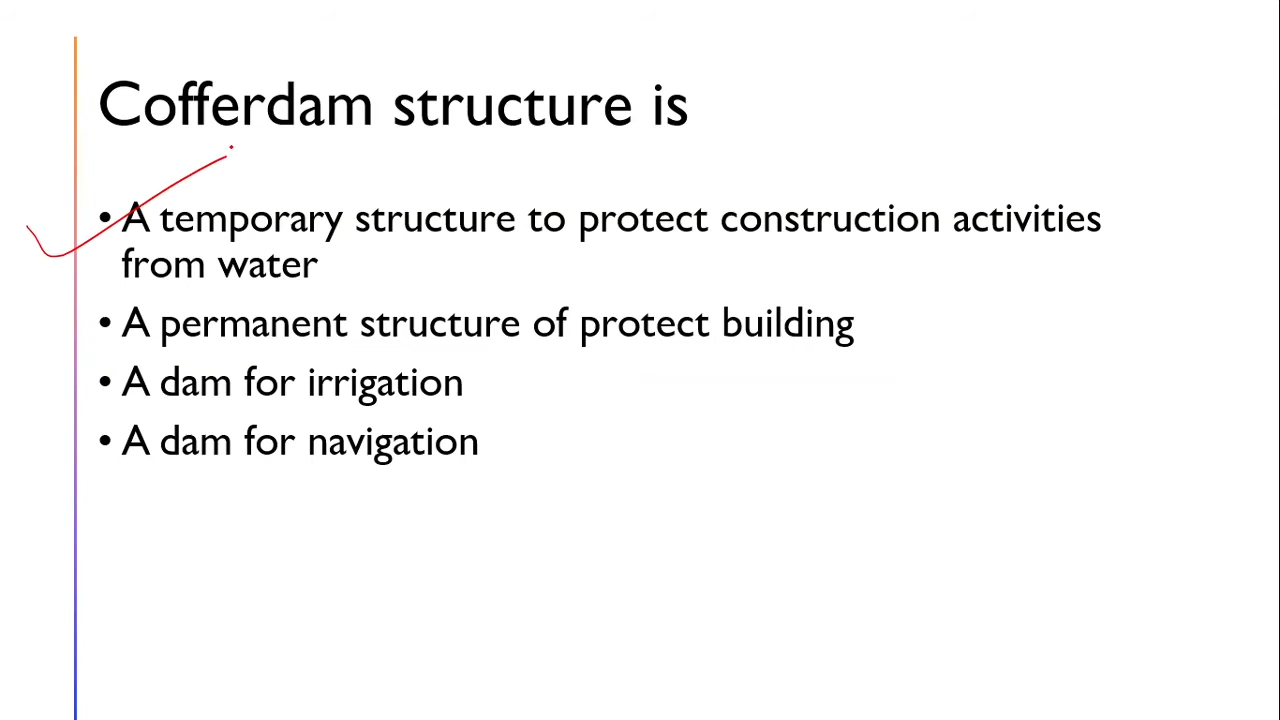 Cofferdam structure is
• A temporary structure to protect construction activities
from water
• A permanent structure of protect building
• A dam for irrigation
• A dam for navigation